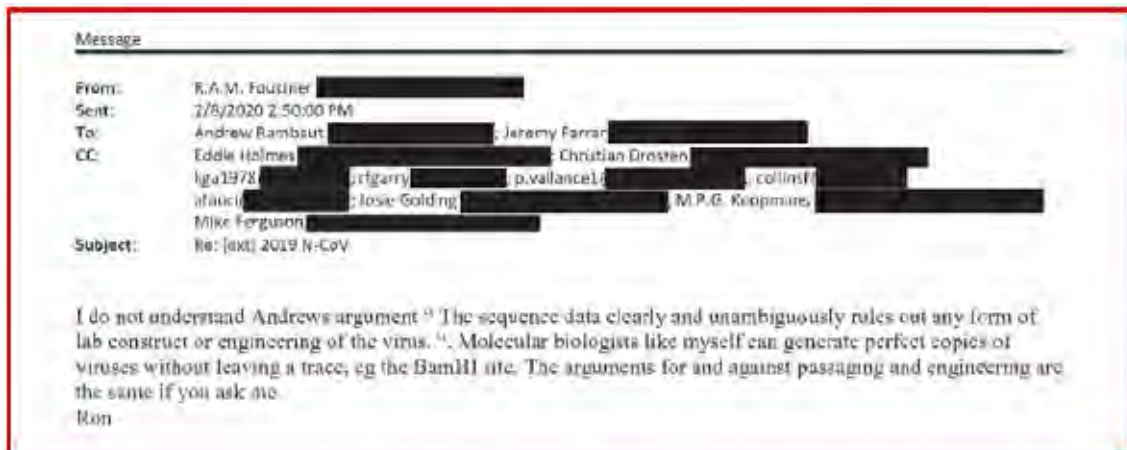 Message
From: R.A.M. Fouchier
Sent: 2/8/2020 2:50:00 PM
To: Andrew Rambaut ; Jeremy Farrar
CC: Eddie Holmes ; Christian Drosten
kga1978 ; rfgarry ; p.vallance1 ; collinsf
afauci ; Josie Golding ; M.P.G. Koopmans
Mike Ferguson
Subject: Re: [ext] 2019 N-CoV
I do not understand Andrews argument " The sequence data clearly and unambiguously rules out any form of
lab construct or engineering of the virus. ". Molecular biologists like myself can generate perfect copies of
viruses without leaving a trace, eg the BamHI site. The arguments for and against passaging and engineering are
the same if you ask me.
Ron